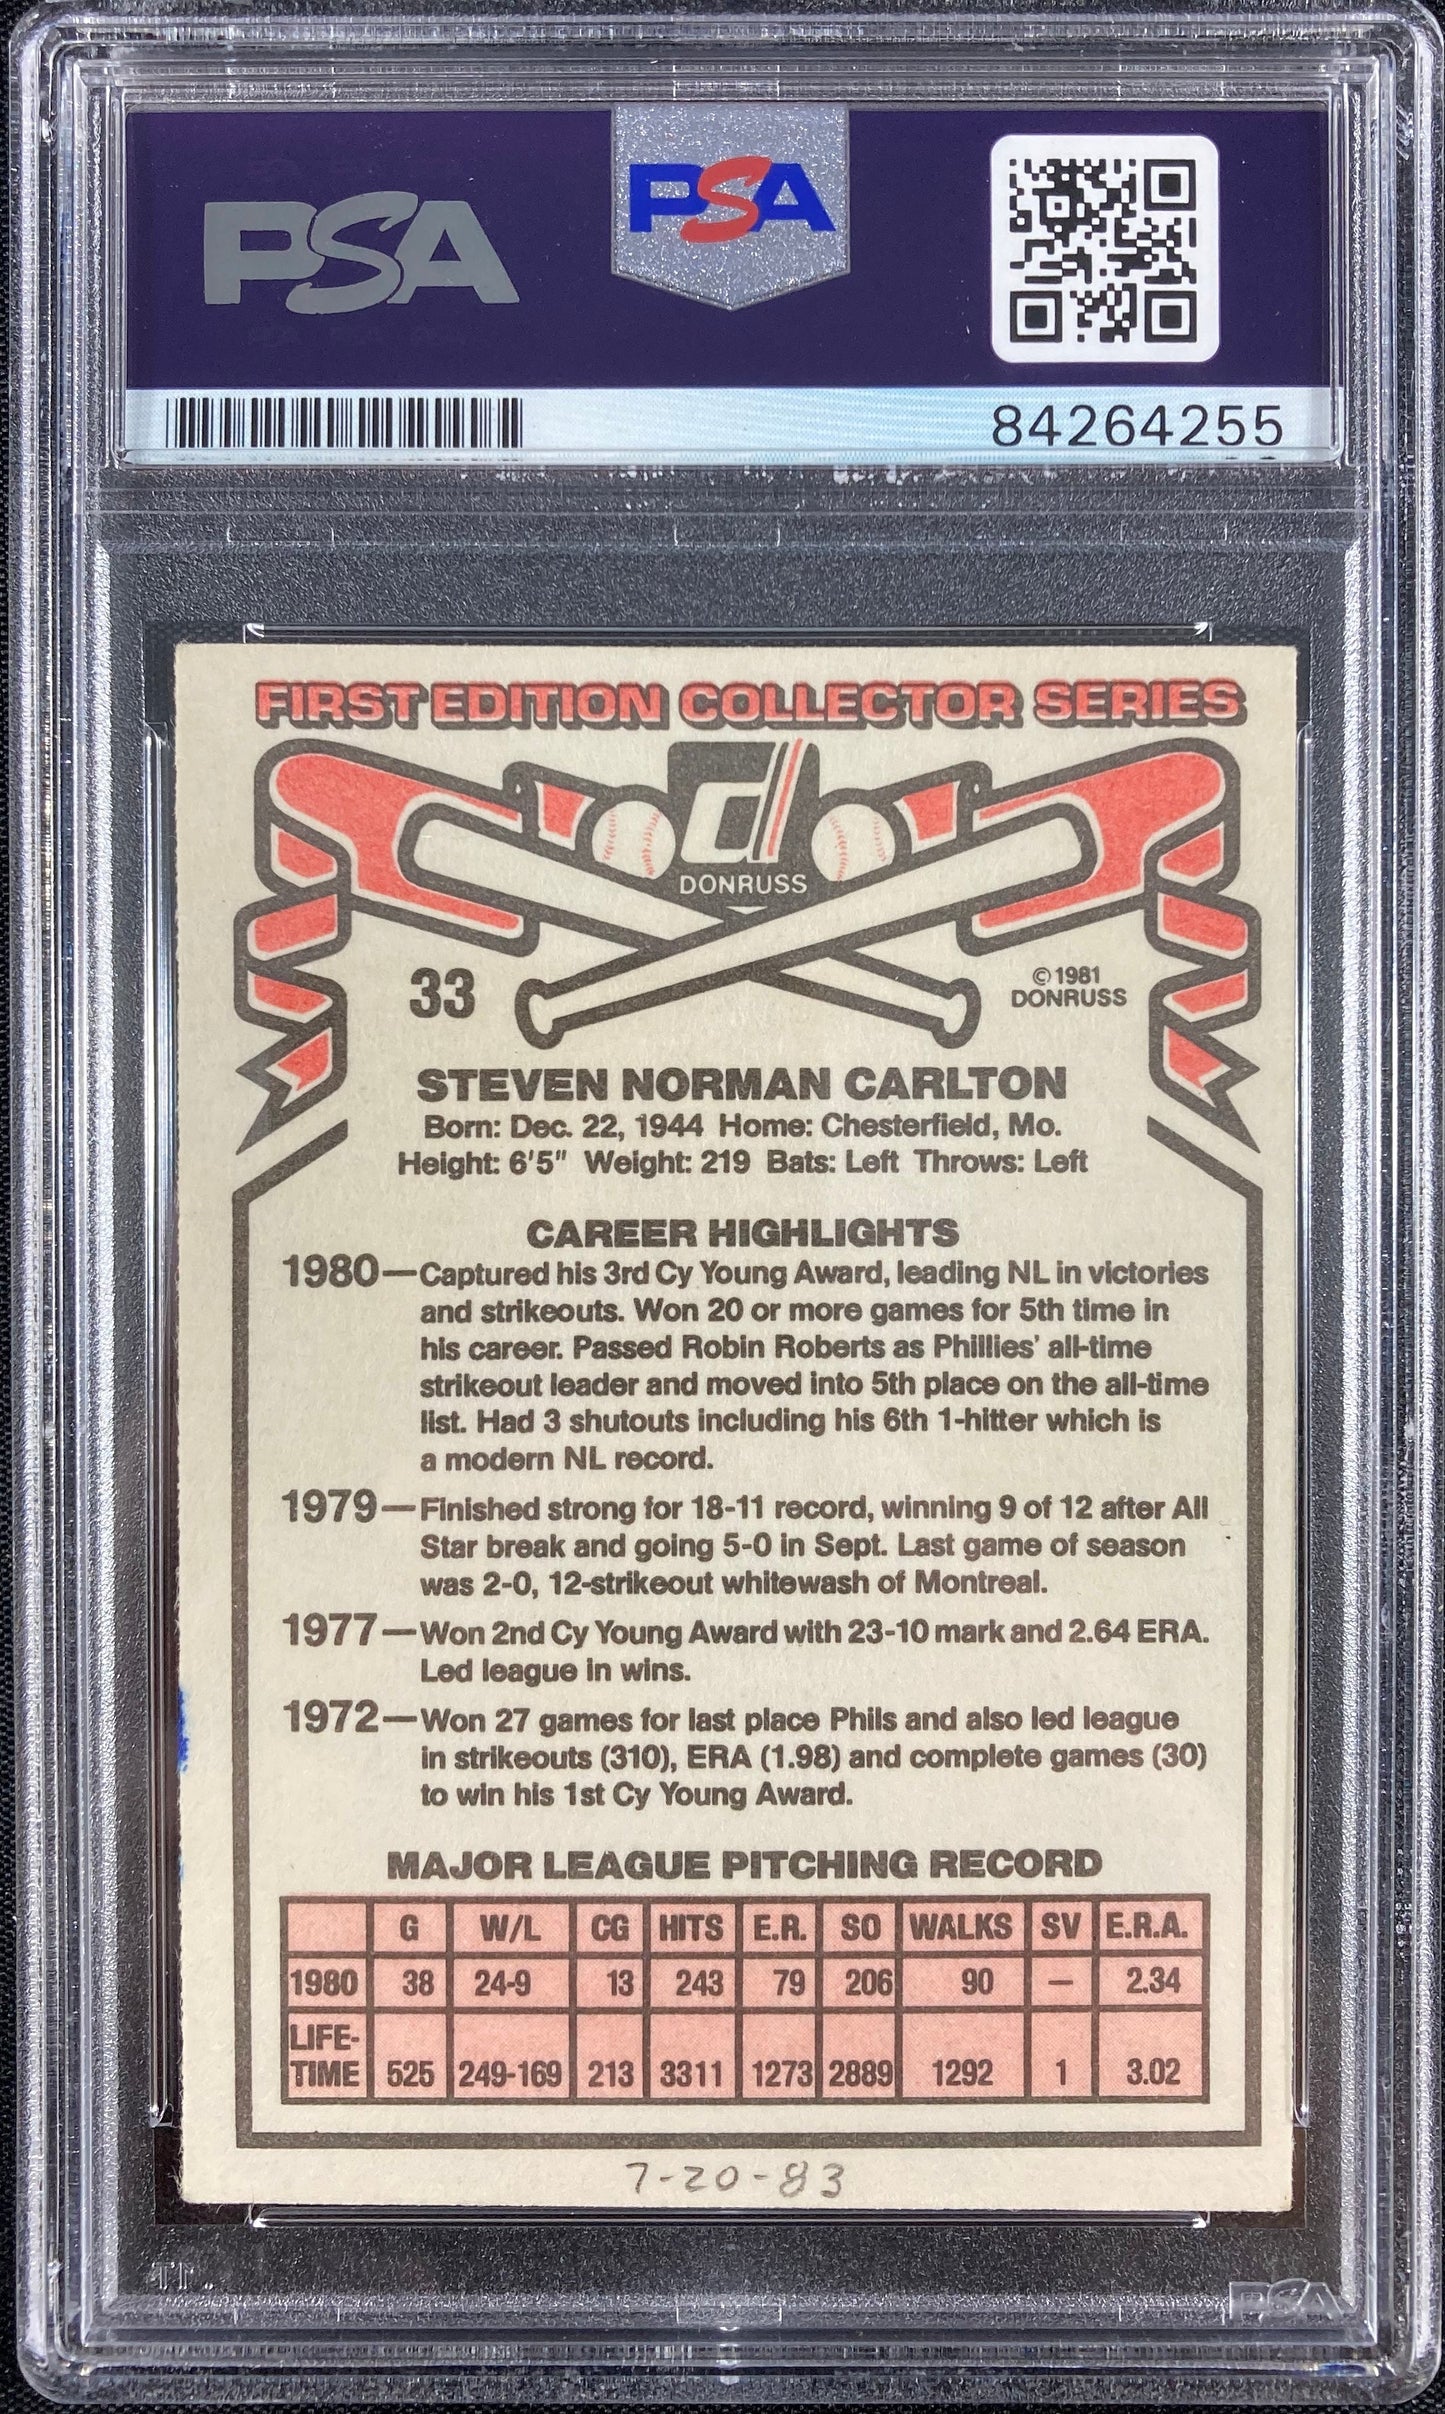 PSA
PSA
84264255
FIRST EDITION COLLECTOR SERIES
d
DONRUSS
33
© 1981
DONRUSS
STEVEN NORMAN CARLTON
Born: Dec. 22, 1944 Home: Chesterfield, Mo.
Height: 6'5" Weight: 219 Bats: Left Throws: Left
CAREER HIGHLIGHTS
1980—Captured his 3rd Cy Young Award, leading NL in victories
and strikeouts. Won 20 or more games for 5th time in
his career. Passed Robin Roberts as Phillies' all-time
strikeout leader and moved into 5th place on the all-time
list. Had 3 shutouts including his 6th 1-hitter which is
a modern NL record.
1979—Finished strong for 18-11 record, winning 9 of 12 after All
Star break and going 5-0 in Sept. Last game of season
was 2-0, 12-strikeout whitewash of Montreal.
1977—Won 2nd Cy Young Award with 23-10 mark and 2.64 ERA.
Led league in wins.
1972—Won 27 games for last place Phils and also led league
in strikeouts (310), ERA (1.98) and complete games (30)
to win his 1st Cy Young Award.
MAJOR LEAGUE PITCHING RECORD
G W/L CG HITS E.R. SO WALKS SV E.R.A.
1980 38 24-9 13 243 79 206 90 — 2.34
LIFE-
TIME 525 249-169 213 3311 1273 2889 1292 1 3.02
7-20-83
PSA